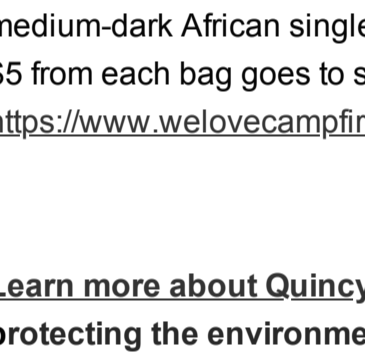 medium-dark African single
$5 from each bag goes to s
https://www.welovecampfir
Learn more about Quincy
protecting the environme